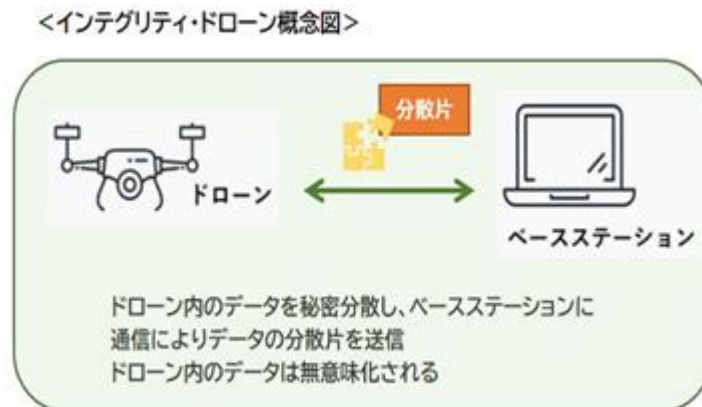 <インテグリティ・ドローン概念図>
分散片
ドローン
ベースステーション
ドローン内のデータを秘密分散し、ベースステーションに
通信によりデータの分散片を送信
ドローン内のデータは無意味化される